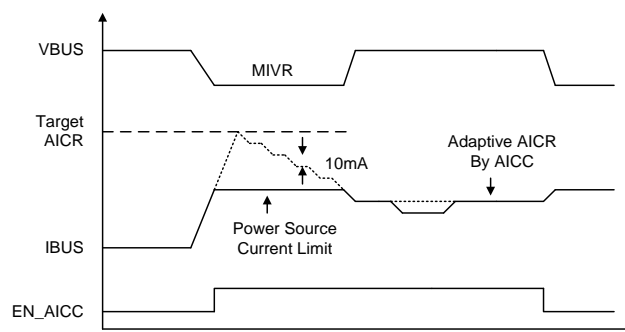 VBUS
MIVR
Target
AICR
10mA
Adaptive AICR
By AICC
Power Source
Current Limit
IBUS
EN_AICC